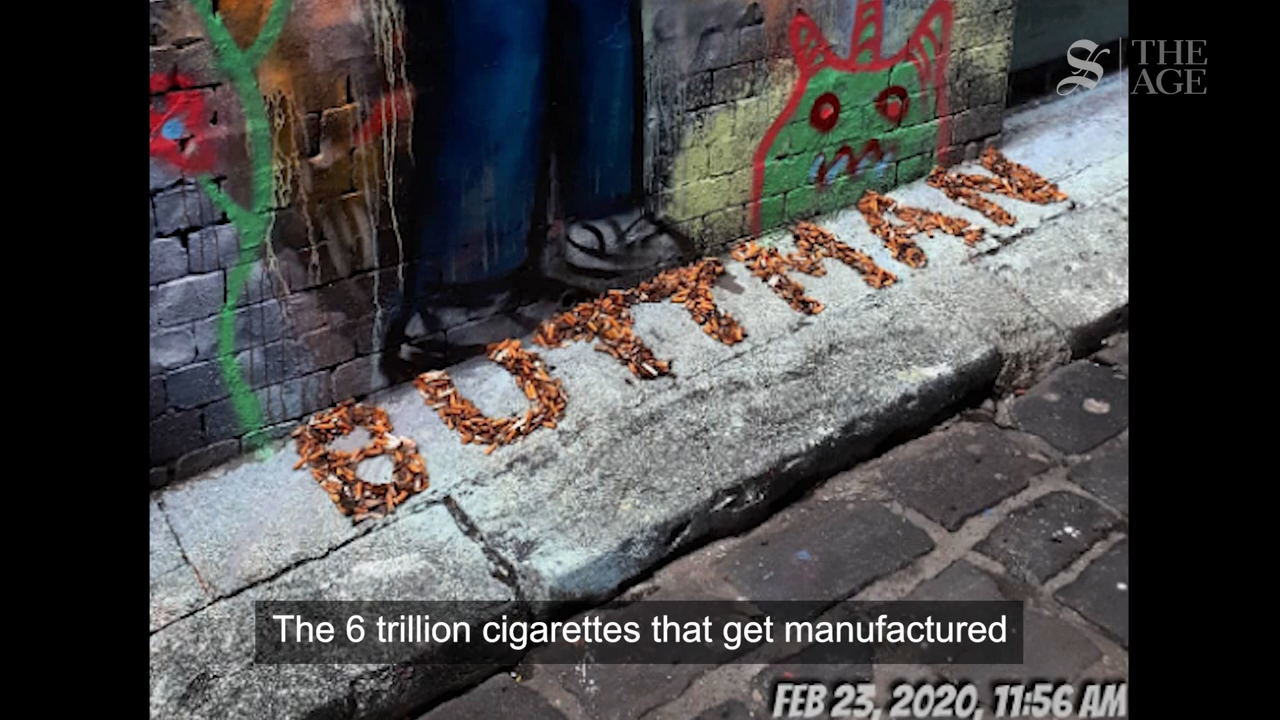 THE
AGE
BUTTMAN
The 6 trillion cigarettes that get manufactured
FEB 23, 2020, 11:56 AM